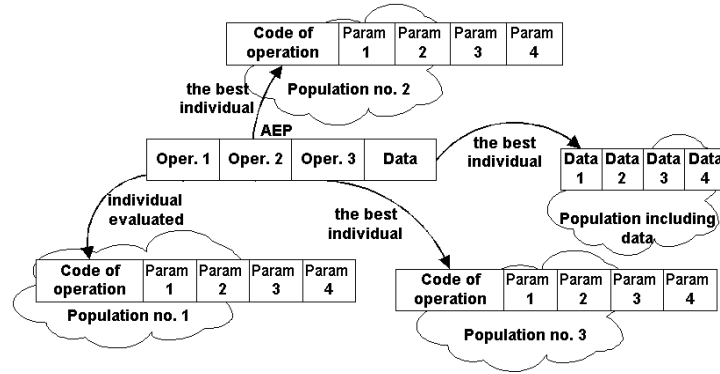 Code of operation Param 1 Param 2 Param 3 Param 4
Population no. 2
the best individual
AEP
Oper. 1 Oper. 2 Oper. 3 Data
the best individual
Data 1 Data 2 Data 3 Data 4
Population including data
individual evaluated
the best individual
Code of operation Param 1 Param 2 Param 3 Param 4
Population no. 1
Code of operation Param 1 Param 2 Param 3 Param 4
Population no. 3